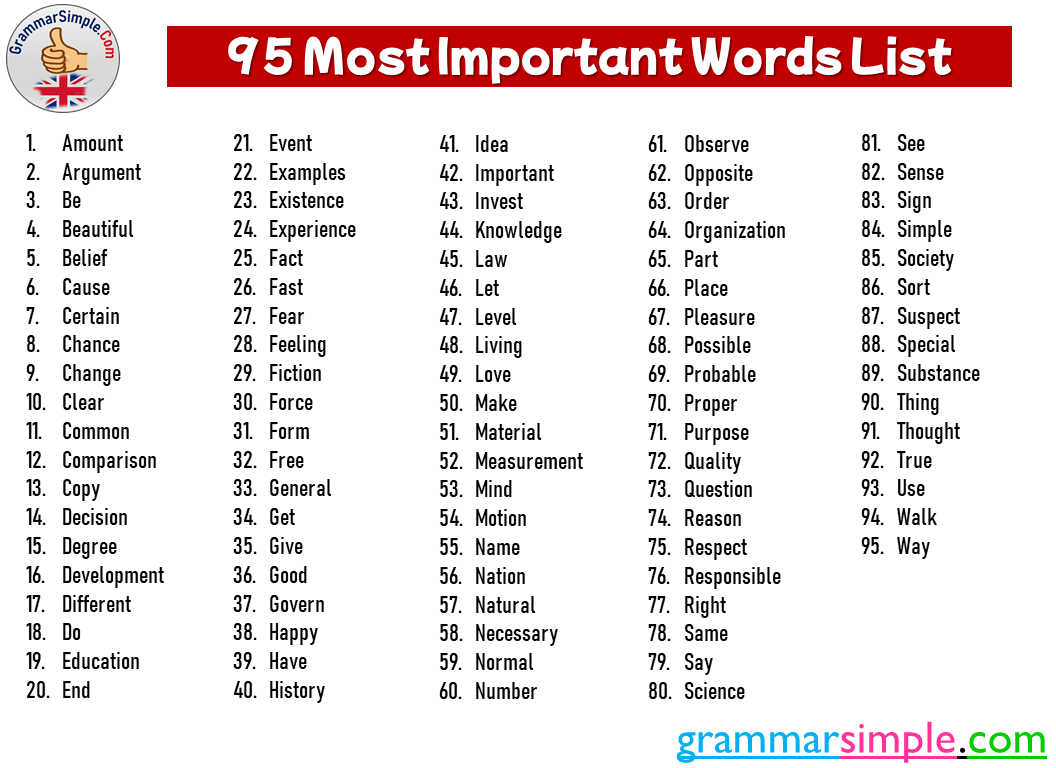 GrammarSimple.Com
95 Most Important Words List
1. Amount
2. Argument
3. Be
4. Beautiful
5. Belief
6. Cause
7. Certain
8. Chance
9. Change
10. Clear
11. Common
12. Comparison
13. Copy
14. Decision
15. Degree
16. Development
17. Different
18. Do
19. Education
20. End
21. Event
22. Examples
23. Existence
24. Experience
25. Fact
26. Fast
27. Fear
28. Feeling
29. Fiction
30. Force
31. Form
32. Free
33. General
34. Get
35. Give
36. Good
37. Govern
38. Happy
39. Have
40. History
41. Idea
42. Important
43. Invest
44. Knowledge
45. Law
46. Let
47. Level
48. Living
49. Love
50. Make
51. Material
52. Measurement
53. Mind
54. Motion
55. Name
56. Nation
57. Natural
58. Necessary
59. Normal
60. Number
61. Observe
62. Opposite
63. Order
64. Organization
65. Part
66. Place
67. Pleasure
68. Possible
69. Probable
70. Proper
71. Purpose
72. Quality
73. Question
74. Reason
75. Respect
76. Responsible
77. Right
78. Same
79. Say
80. Science
81. See
82. Sense
83. Sign
84. Simple
85. Society
86. Sort
87. Suspect
88. Special
89. Substance
90. Thing
91. Thought
92. True
93. Use
94. Walk
95. Way
grammarsimple.com